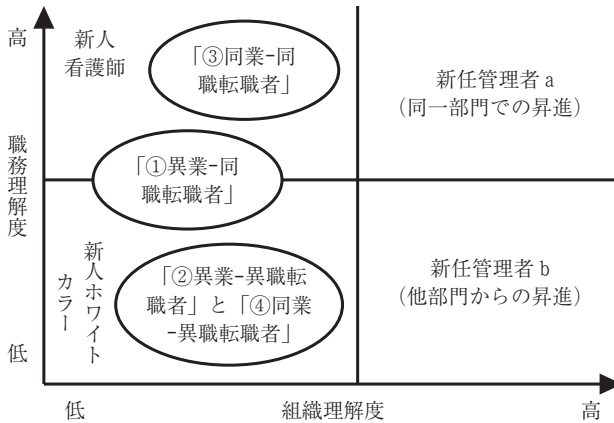 高
新人
看護師
「③同業-同
職転職者」
新任管理者 a
(同一部門での昇進)
職務理解度
「①異業-同
職転職者」
新人ホワイト
カラー
「②異業-異職転
職者」と「④同業
-異職転職者」
新任管理者 b
(他部門からの昇進)
低
低
組織理解度
高